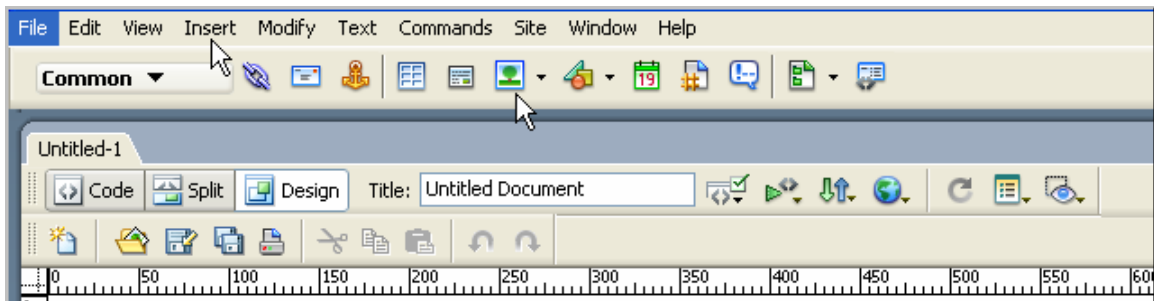 File Edit View Insert Modify Text Commands Site Window Help
Common
19
Untitled-1
Code Split Design Title: Untitled Document
0 50 100 150 200 250 300 350 400 450 500 550 600